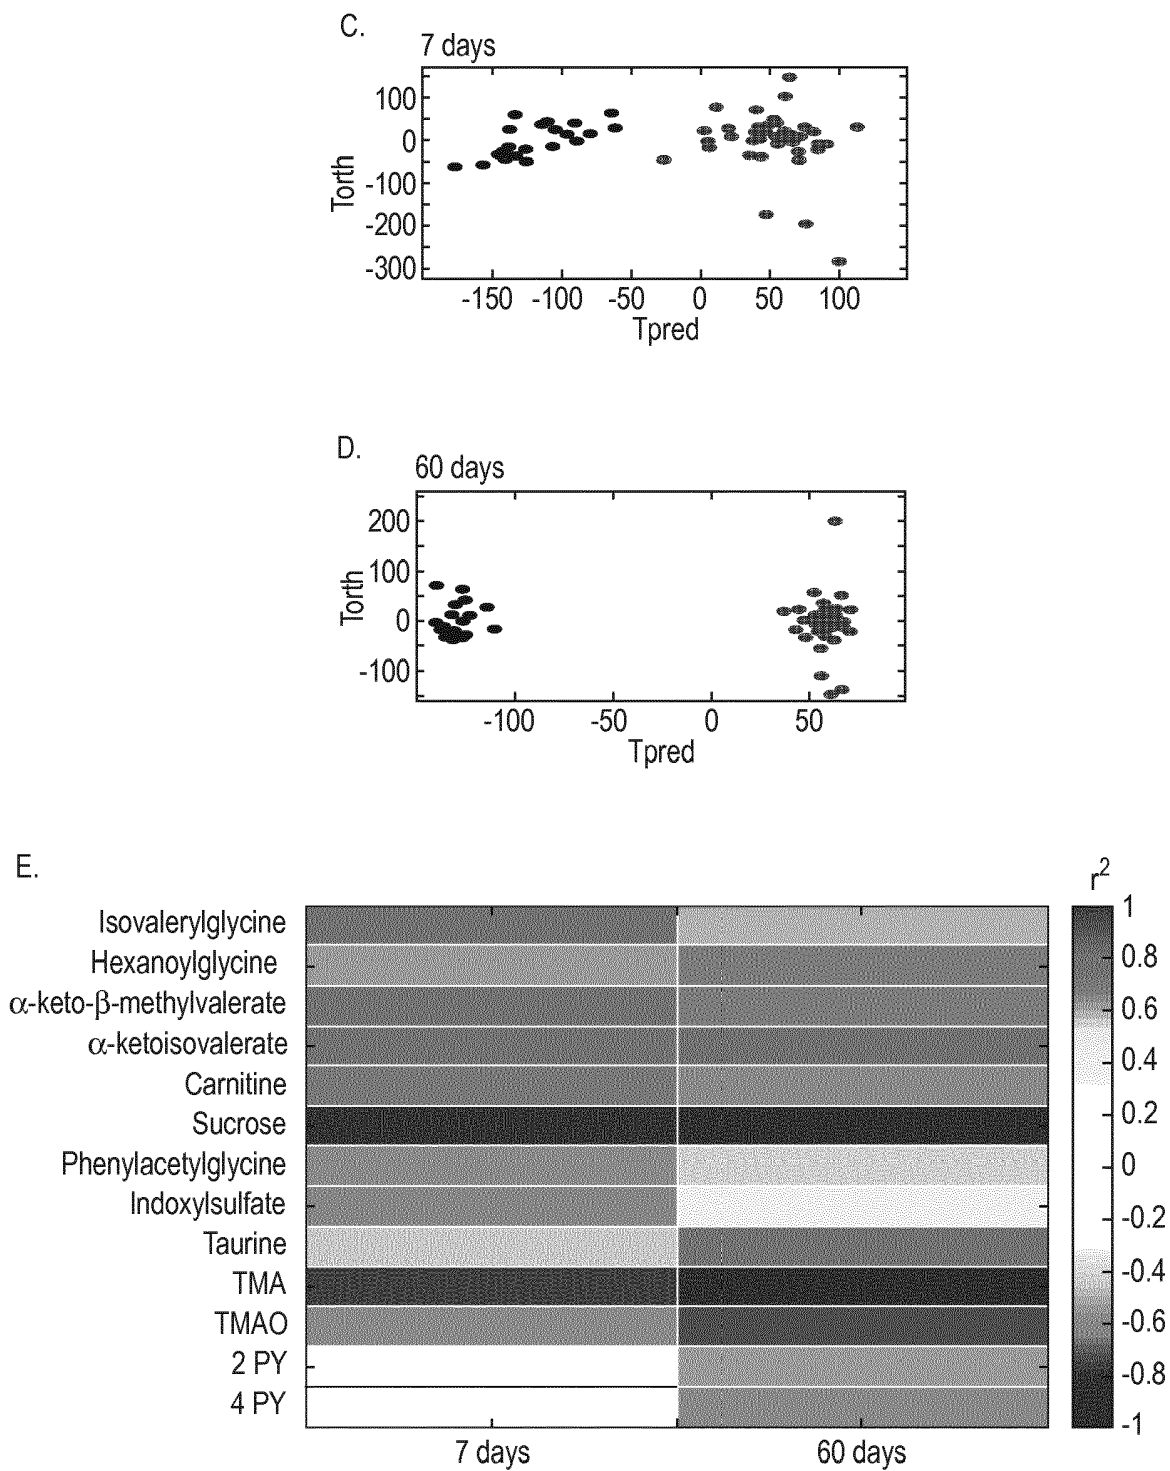 C.
7 days
100
0
-100
-200
-300
Torth
-150 -100 -50 0 50 100
Tpred
D.
60 days
200
100
0
-100
Torth
-100 -50 0 50
Tpred
E.
r2
Isovalerylglycine
Hexanoylglycine
α-keto-β-methylvalerate
α-ketoisovalerate
Carnitine
Sucrose
Phenylacetylglycine
Indoxylsulfate
Taurine
TMA
TMAO
2 PY
4 PY
7 days 60 days
1
0.8
0.6
0.4
0.2
0
-0.2
-0.4
-0.6
-0.8
-1